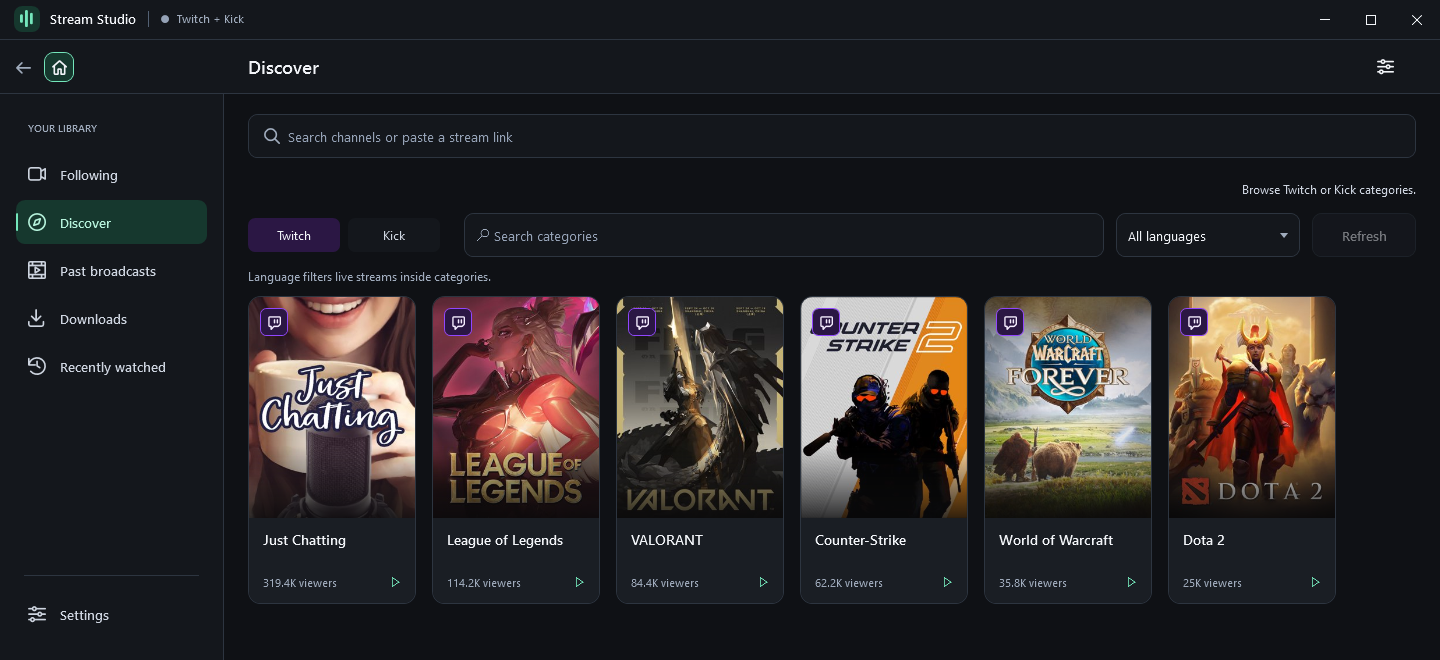 Stream Studio
Twitch + Kick
Discover
YOUR LIBRARY
Following
Discover
Past broadcasts
Downloads
Recently watched
Settings
Search channels or paste a stream link
Browse Twitch or Kick categories.
Twitch
Kick
Search categories
All languages
Refresh
Language filters live streams inside categories.
Just
Chatting
Just Chatting
319.4K viewers
LEAGUE OF
LEGENDS
League of Legends
114.2K viewers
VALORANT
VALORANT
84.4K viewers
UNTER
STRIKE 2
Counter-Strike
62.2K viewers
WORLD
OF
WARCRAFT
FOREVER
World of Warcraft
35.8K viewers
DOTA 2
Dota 2
25K viewers